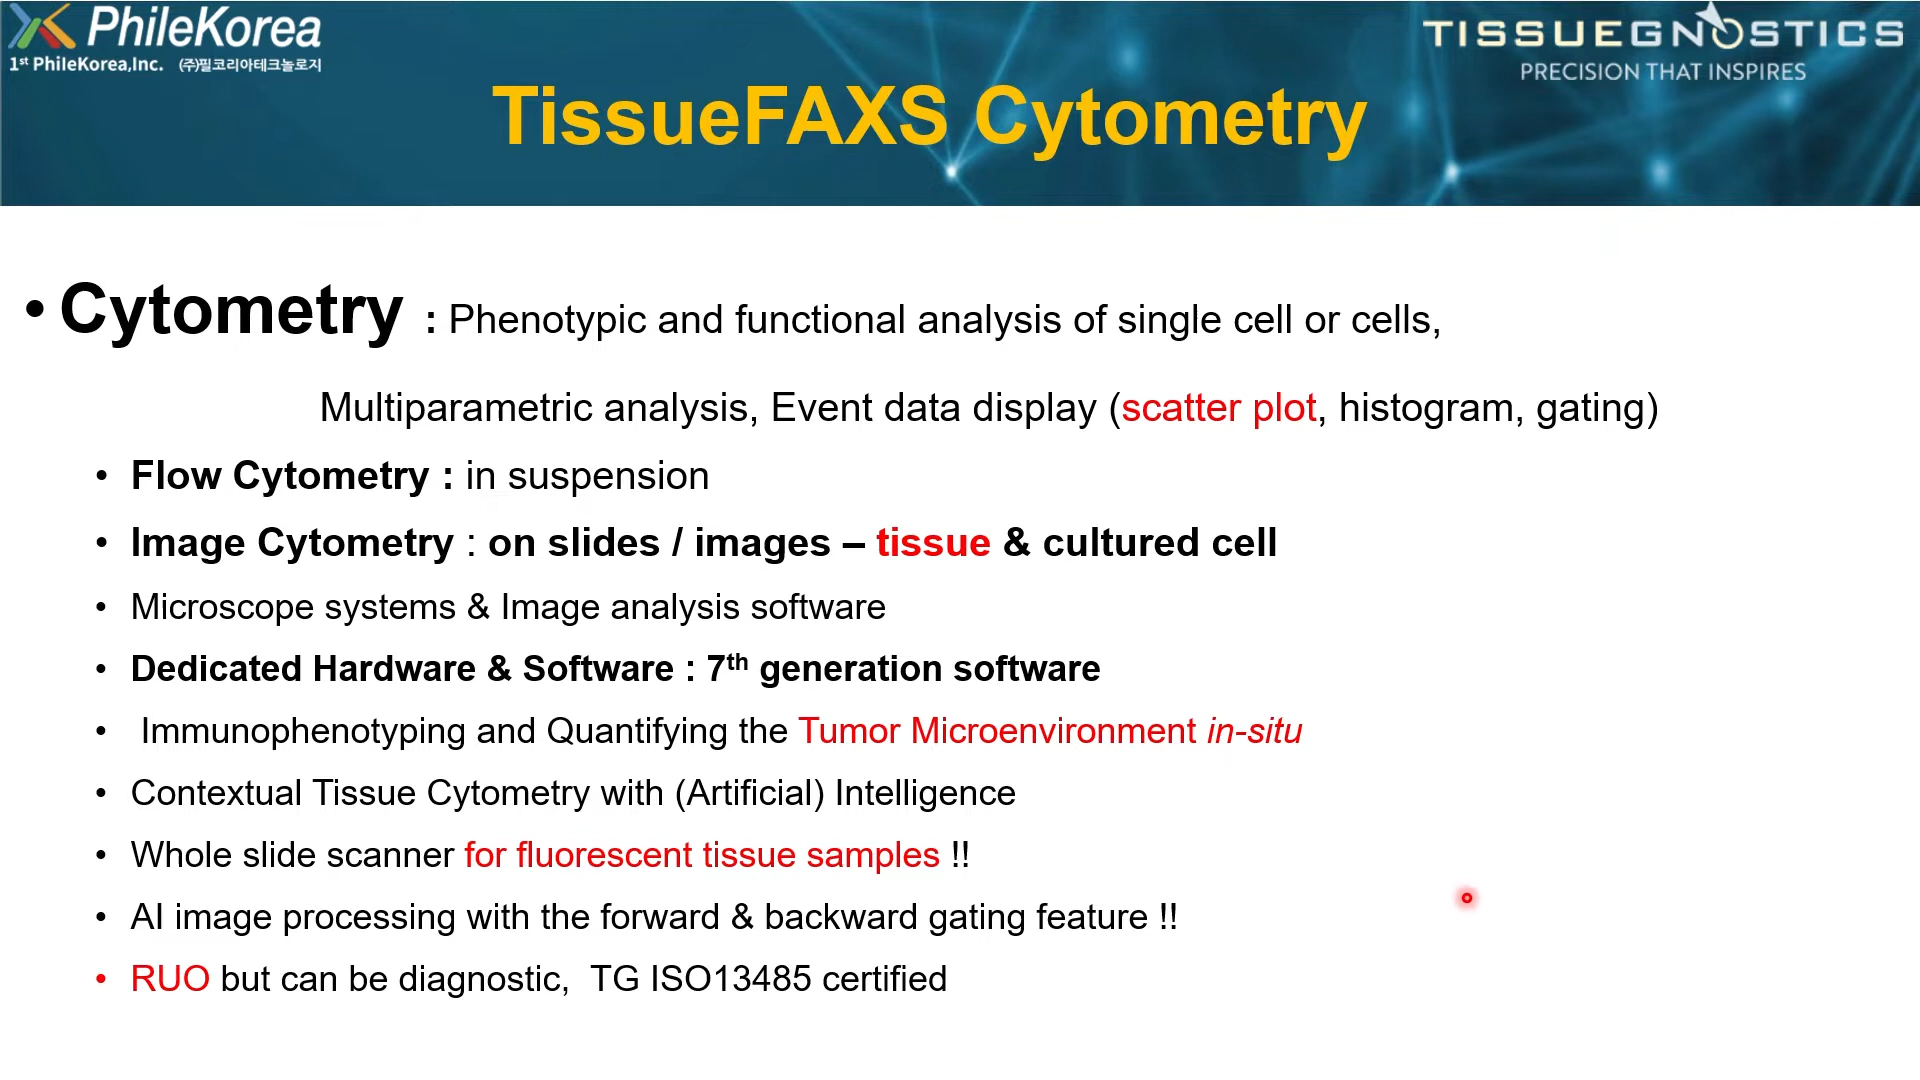 PhileKorea
1st PhileKorea,Inc. (주)필코리아테크놀로지
TISSUEGNOSTICS
PRECISION THAT INSPIRES
TissueFAXS Cytometry
• Cytometry : Phenotypic and functional analysis of single cell or cells,
Multiparametric analysis, Event data display (scatter plot, histogram, gating)
• Flow Cytometry : in suspension
• Image Cytometry : on slides / images – tissue & cultured cell
• Microscope systems & Image analysis software
• Dedicated Hardware & Software : 7th generation software
• Immunophenotyping and Quantifying the Tumor Microenvironment in-situ
• Contextual Tissue Cytometry with (Artificial) Intelligence
• Whole slide scanner for fluorescent tissue samples !!
• AI image processing with the forward & backward gating feature !!
• RUO but can be diagnostic, TG ISO13485 certified